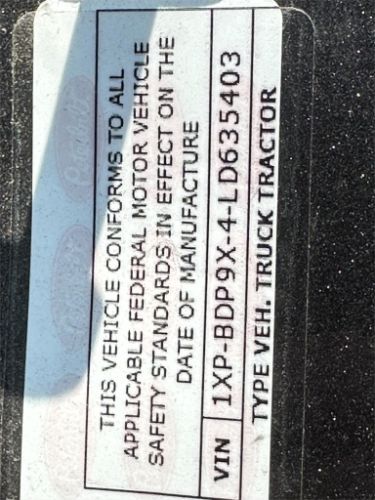 THIS VEHICLE CONFORMS TO ALL
APPLICABLE FEDERAL MOTOR VEHICLE
SAFETY STANDARDS IN EFFECT ON THE
DATE OF MANUFACTURE
VIN 1XP-BDP9X-4-LD635403
TYPE VEH. TRUCK TRACTOR